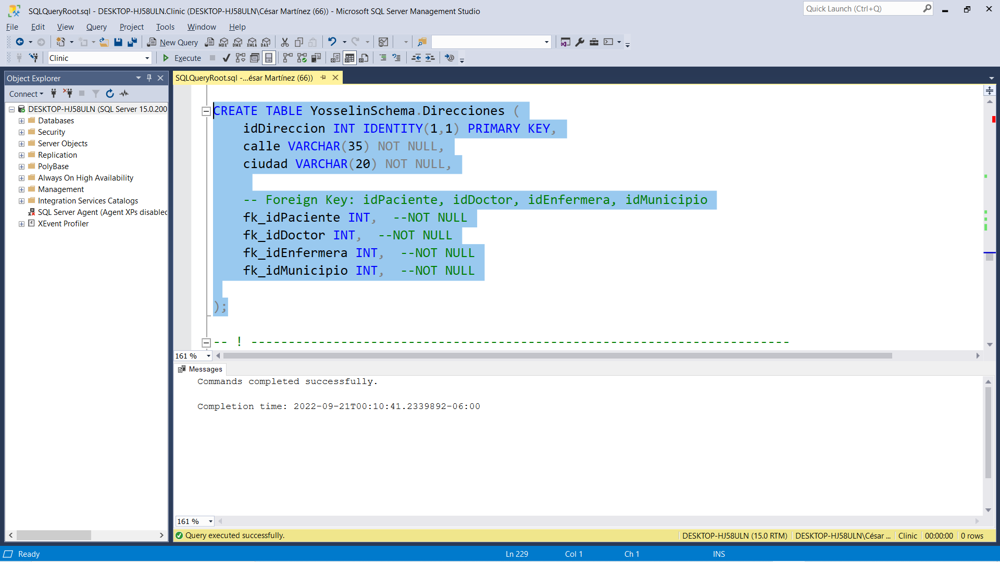 SQLQueryRoot.sql - DESKTOP-HJ58ULN.Clinic (DESKTOP-HJ58ULN\César Martínez (66)) - Microsoft SQL Server Management Studio
Quick Launch (Ctrl+Q)
File Edit View Query Project Tools Window Help
New Query
MDX DMX XMLA DAX
Clinic
Execute
Object Explorer
SQLQueryRoot.sql -...ésar Martínez (66))
Connect
DESKTOP-HJ58ULN (SQL Server 15.0.200
Databases
Security
Server Objects
Replication
PolyBase
Always On High Availability
Management
Integration Services Catalogs
SQL Server Agent (Agent XPs disabled
XEvent Profiler
CREATE TABLE YosselinSchema.Direcciones (
idDireccion INT IDENTITY(1,1) PRIMARY KEY,
calle VARCHAR(35) NOT NULL,
ciudad VARCHAR(20) NOT NULL,
-- Foreign Key: idPaciente, idDoctor, idEnfermera, idMunicipio
fk_idPaciente INT,  --NOT NULL
fk_idDoctor INT,  --NOT NULL
fk_idEnfermera INT,  --NOT NULL
fk_idMunicipio INT,  --NOT NULL
);
-- ! ------------------------------------------------------------------------
161 %
Messages
Commands completed successfully.
Completion time: 2022-09-21T00:10:41.2339892-06:00
161 %
Query executed successfully.
DESKTOP-HJ58ULN (15.0 RTM) DESKTOP-HJ58ULN\César ... Clinic 00:00:00 0 rows
Ready
Ln 229 Col 1 Ch 1 INS